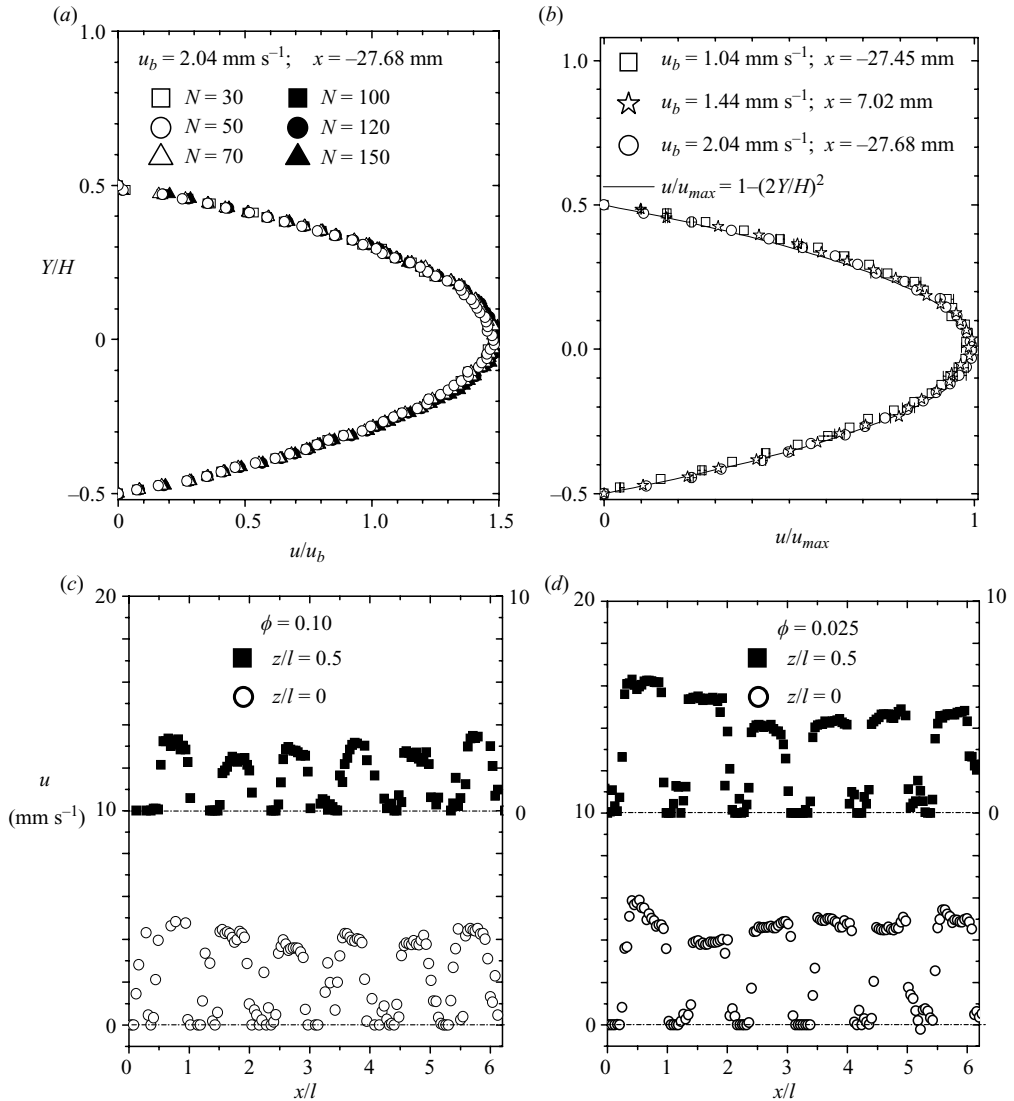 (a)
1.0
u_b = 2.04 mm s⁻¹; x = –27.68 mm
N = 30 N = 100
N = 50 N = 120
N = 70 N = 150
0.5
Y/H
0
–0.5
0 0.5 1.0 1.5
u/u_b
(b)
1.0
u_b = 1.04 mm s⁻¹; x = –27.45 mm
u_b = 1.44 mm s⁻¹; x = 7.02 mm
u_b = 2.04 mm s⁻¹; x = –27.68 mm
u/u_max = 1–(2Y/H)²
0.5
0.0
–0.5
0 1
u/u_max
(c)
20 10
ϕ = 0.10
z/l = 0.5
z/l = 0
u
(mm s⁻¹)
10 0
0
0 1 2 3 4 5 6
x/l
(d)
20 10
ϕ = 0.025
z/l = 0.5
z/l = 0
10 0
0
0 1 2 3 4 5 6
x/l